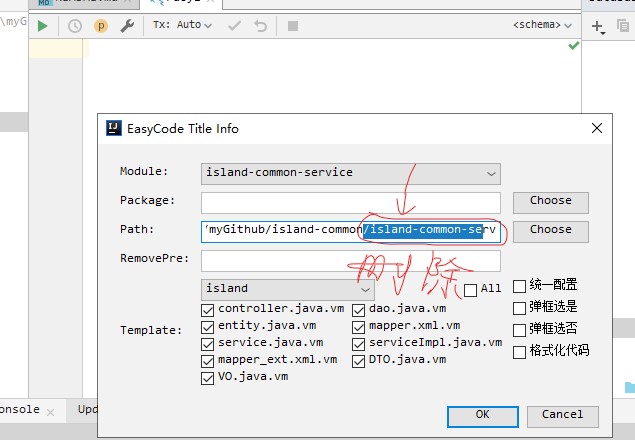 \myG
Tx: Auto
<schema>
EasyCode Title Info
Module:
island-common-service
Package:
Choose
Path:
myGithub/island-common/island-common-serv
Choose
RemovePre:
删除
island
All
统一配置
弹框选是
弹框选否
格式化代码
Template:
controller.java.vm
dao.java.vm
entity.java.vm
mapper.xml.vm
service.java.vm
serviceImpl.java.vm
mapper_ext.xml.vm
DTO.java.vm
VO.java.vm
OK
Cancel
onsole
Upd